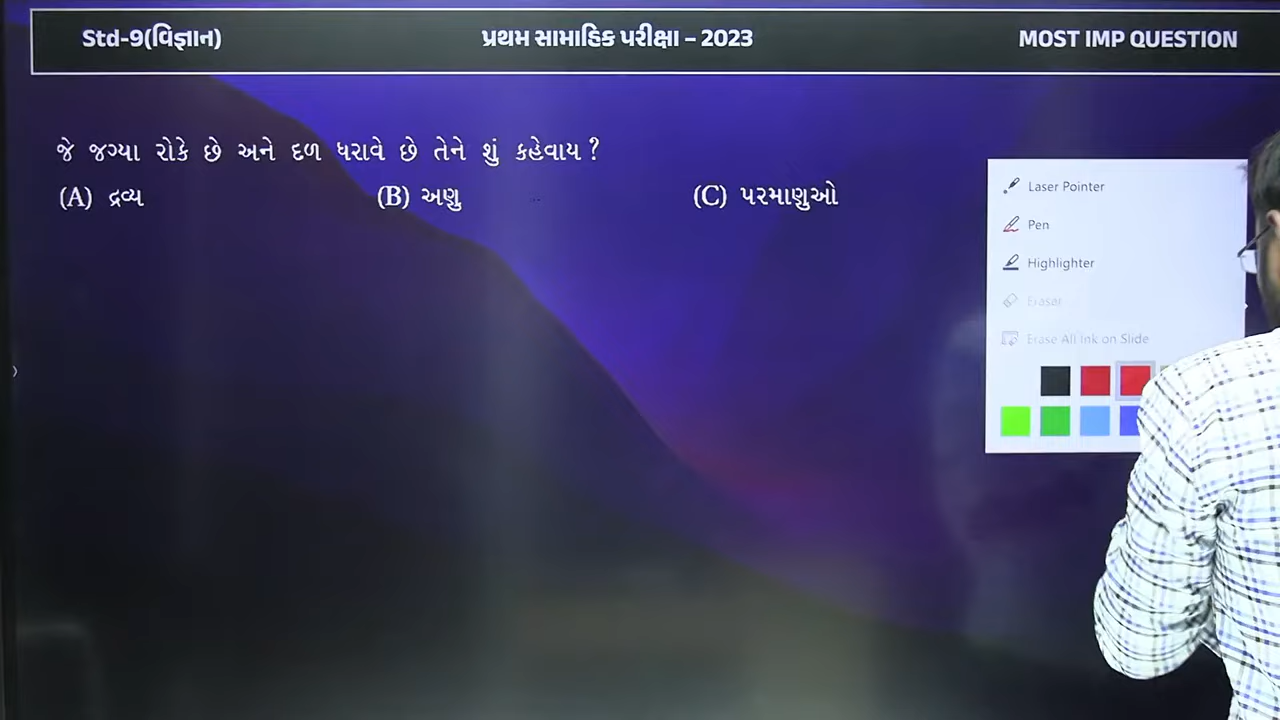 Std-9(વિજ્ઞાન) પ્રથમ સામાહિક પરીક્ષા – 2023 MOST IMP QUESTION
જે જગ્યા રોકે છે અને દળ ધરાવે છે તેને શું કહેવાય ?
(A) દ્રવ્ય (B) અણુ (C) પરમાણુઓ
Laser Pointer
Pen
Highlighter
Eraser
Erase All Ink on Slide